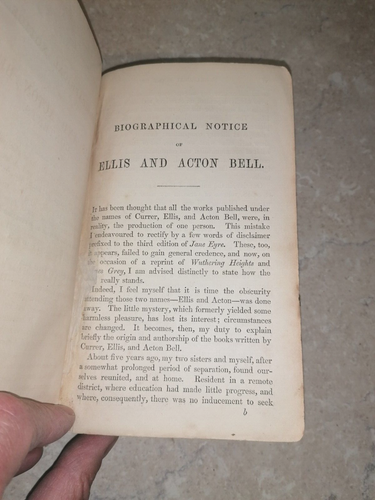 BIOGRAPHICAL NOTICE
OF
ELLIS AND ACTON BELL.
It has been thought that all the works published under
the names of Currer, Ellis, and Acton Bell, were, in
reality, the production of one person. This mistake
I endeavoured to rectify by a few words of disclaimer
prefixed to the third edition of Jane Eyre. These, too,
it appears, failed to gain general credence, and now, on
the occasion of a reprint of Wuthering Heights and
Grey, I am advised distinctly to state how the
really stands.
Indeed, I feel myself that it is time the obscurity
attending those two names—Ellis and Acton—was done
away. The little mystery, which formerly yielded some
harmless pleasure, has lost its interest; circumstances
are changed. It becomes, then, my duty to explain
briefly the origin and authorship of the books written by
Currer, Ellis, and Acton Bell.
About five years ago, my two sisters and myself, after
a somewhat prolonged period of separation, found our-
selves reunited, and at home. Resident in a remote
district, where education had made little progress, and
where, consequently, there was no inducement to seek
b